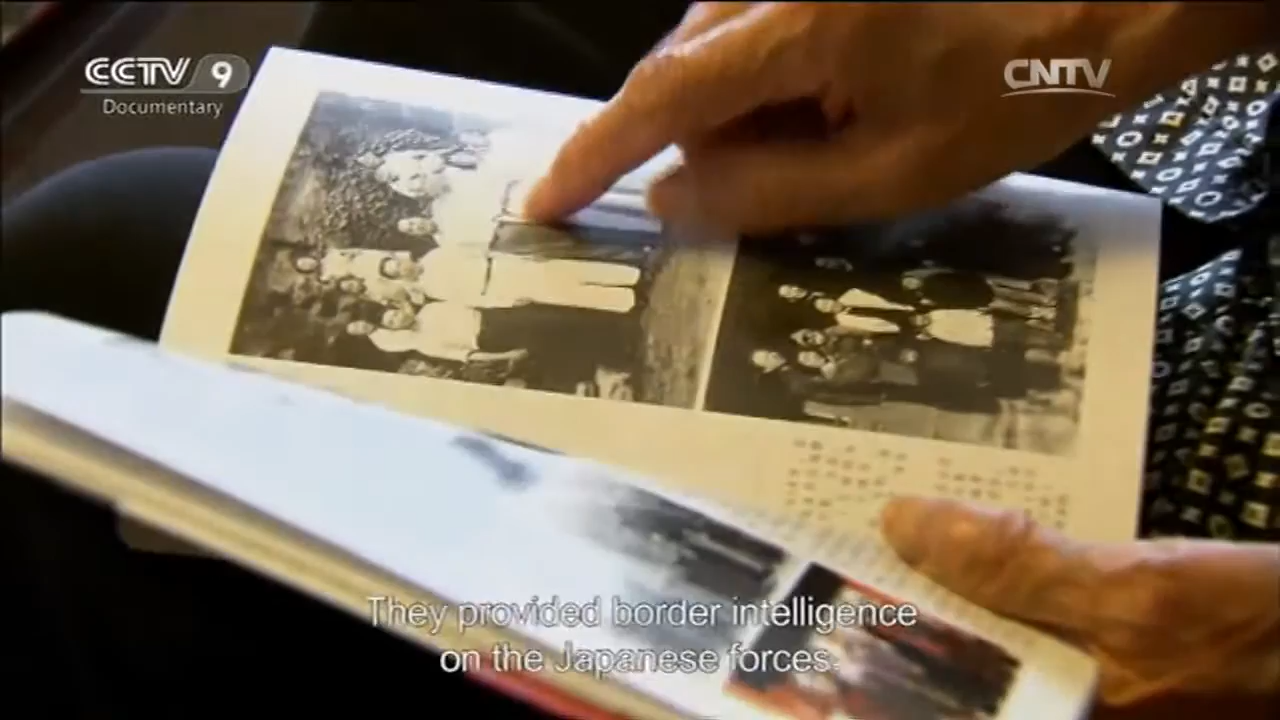 CCTV 9
Documentary
CNTV
They provided border intelligence
on the Japanese forces.